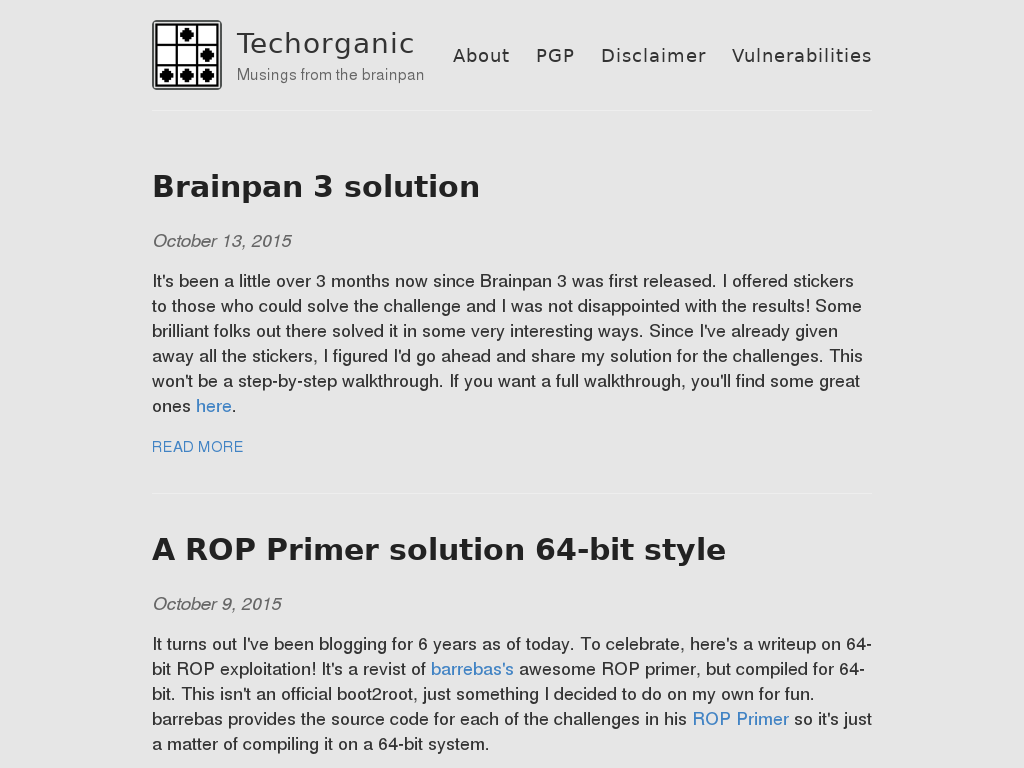 Techorganic
Musings from the brainpan
About PGP Disclaimer Vulnerabilities
Brainpan 3 solution
October 13, 2015
It's been a little over 3 months now since Brainpan 3 was first released. I offered stickers
to those who could solve the challenge and I was not disappointed with the results! Some
brilliant folks out there solved it in some very interesting ways. Since I've already given
away all the stickers, I figured I'd go ahead and share my solution for the challenges. This
won't be a step-by-step walkthrough. If you want a full walkthrough, you'll find some great
ones here.
READ MORE
A ROP Primer solution 64-bit style
October 9, 2015
It turns out I've been blogging for 6 years as of today. To celebrate, here's a writeup on 64-
bit ROP exploitation! It's a revist of barrebas's awesome ROP primer, but compiled for 64-
bit. This isn't an official boot2root, just something I decided to do on my own for fun.
barrebas provides the source code for each of the challenges in his ROP Primer so it's just
a matter of compiling it on a 64-bit system.